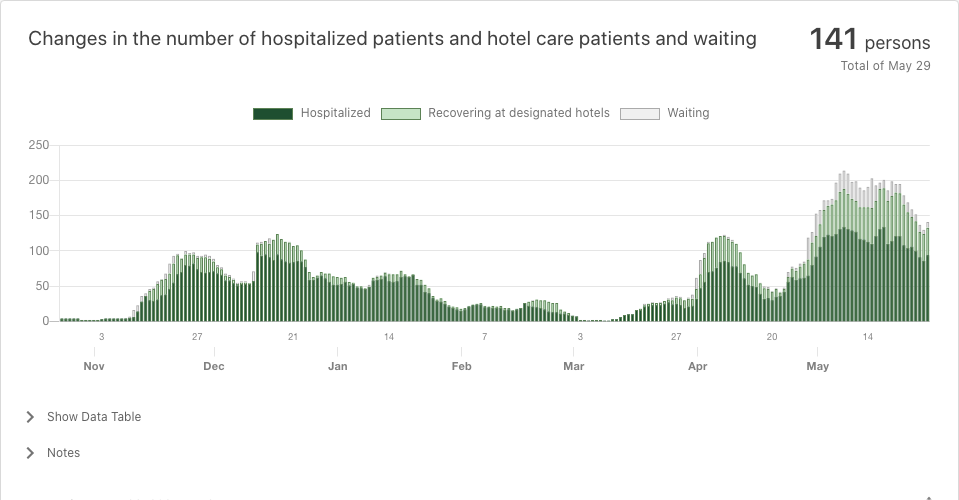 Changes in the number of hospitalized patients and hotel care patients and waiting
141 persons
Total of May 29
Hospitalized Recovering at designated hotels Waiting
250
200
150
100
50
0
3 27 21 14 7 3 27 20 14
Nov Dec Jan Feb Mar Apr May
Show Data Table
Notes